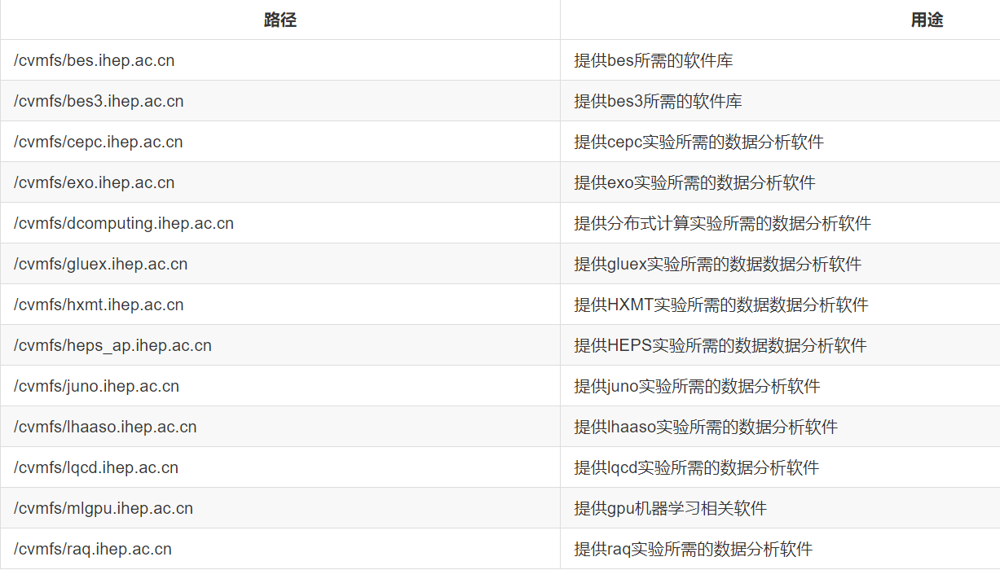 路径 用途
/cvmfs/bes.ihep.ac.cn 提供bes所需的软件库
/cvmfs/bes3.ihep.ac.cn 提供bes3所需的软件库
/cvmfs/cepc.ihep.ac.cn 提供cepc实验所需的数据分析软件
/cvmfs/exo.ihep.ac.cn 提供exo实验所需的数据分析软件
/cvmfs/dcomputing.ihep.ac.cn 提供分布式计算实验所需的数据分析软件
/cvmfs/gluex.ihep.ac.cn 提供gluex实验所需的数据数据分析软件
/cvmfs/hxmt.ihep.ac.cn 提供HXMT实验所需的数据数据分析软件
/cvmfs/heps_ap.ihep.ac.cn 提供HEPS实验所需的数据数据分析软件
/cvmfs/juno.ihep.ac.cn 提供juno实验所需的数据分析软件
/cvmfs/lhaaso.ihep.ac.cn 提供lhaaso实验所需的数据分析软件
/cvmfs/lqcd.ihep.ac.cn 提供lqcd实验所需的数据分析软件
/cvmfs/mlgpu.ihep.ac.cn 提供gpu机器学习相关软件
/cvmfs/raq.ihep.ac.cn 提供raq实验所需的数据分析软件